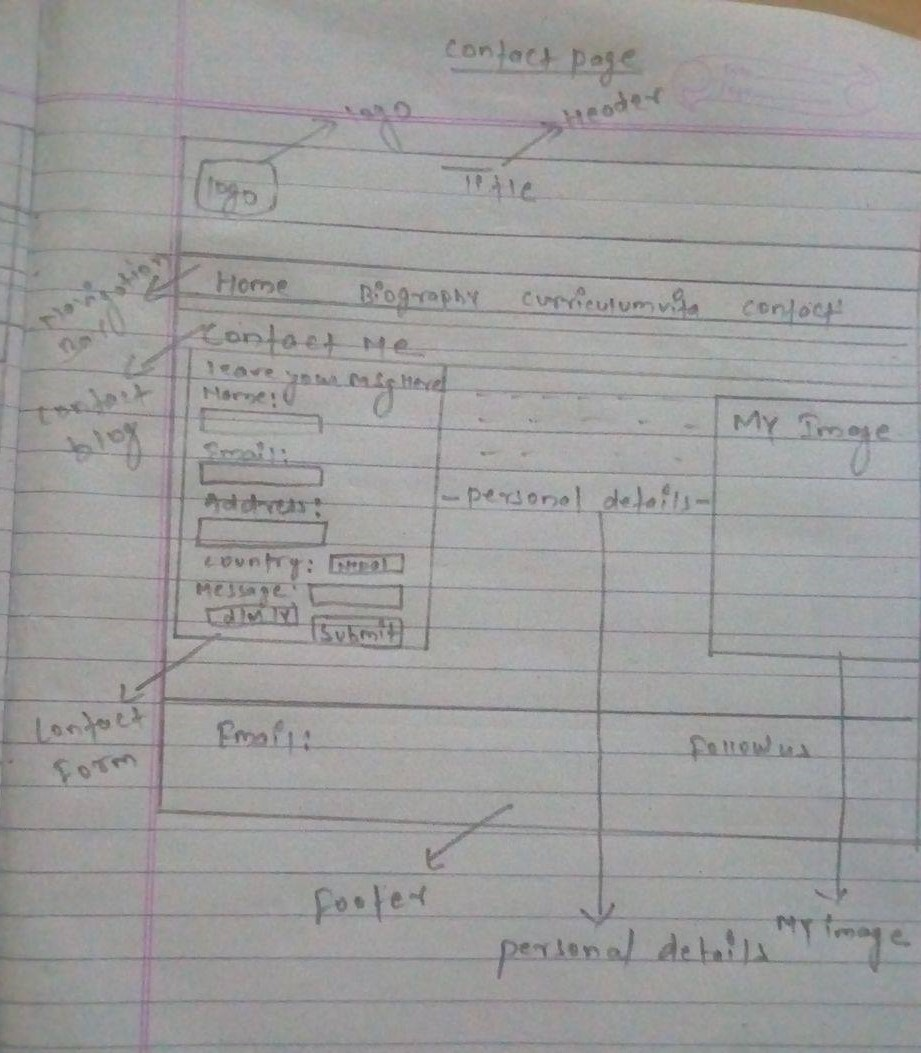 Contact page
logo
Header
logo
Title
Navigation
Home Biography curriculumvita contact
Contact Me
contact
blog
leave your msg Here
Name:
Email:
Address:
country: Nepal
Message:
Submit
personal details
My Image
Contact
Form
Email:
Follow us
Footer
personal details
My image